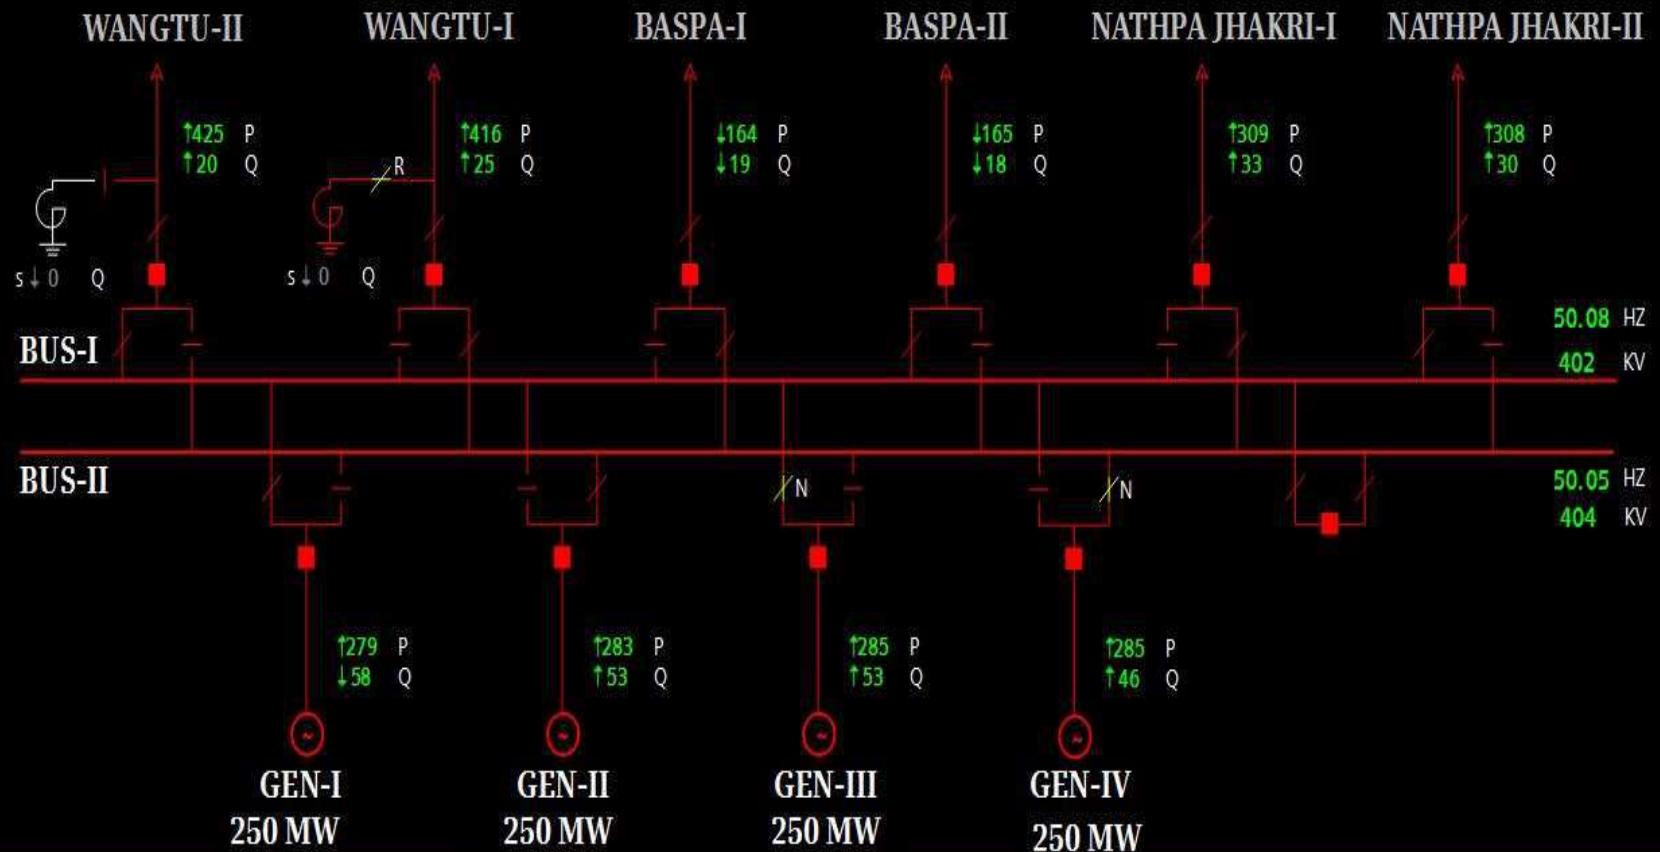 WANGTU-II WANGTU-I BASPA-I BASPA-II NATHPA JHAKRI-I NATHPA JHAKRI-II
↑425 P ↑416 P ↓164 P ↓165 P ↑309 P ↑308 P
↑20 Q ↑25 Q ↓19 Q ↓18 Q ↑33 Q ↑30 Q
R
s↓0 Q s↓0 Q
50.08 HZ
BUS-I
402 KV
BUS-II 50.05 HZ
N N
404 KV
↑279 P ↑283 P ↑285 P ↑285 P
↓58 Q ↑53 Q ↑53 Q ↑46 Q
~ ~ ~ ~
GEN-I GEN-II GEN-III GEN-IV
250 MW 250 MW 250 MW 250 MW